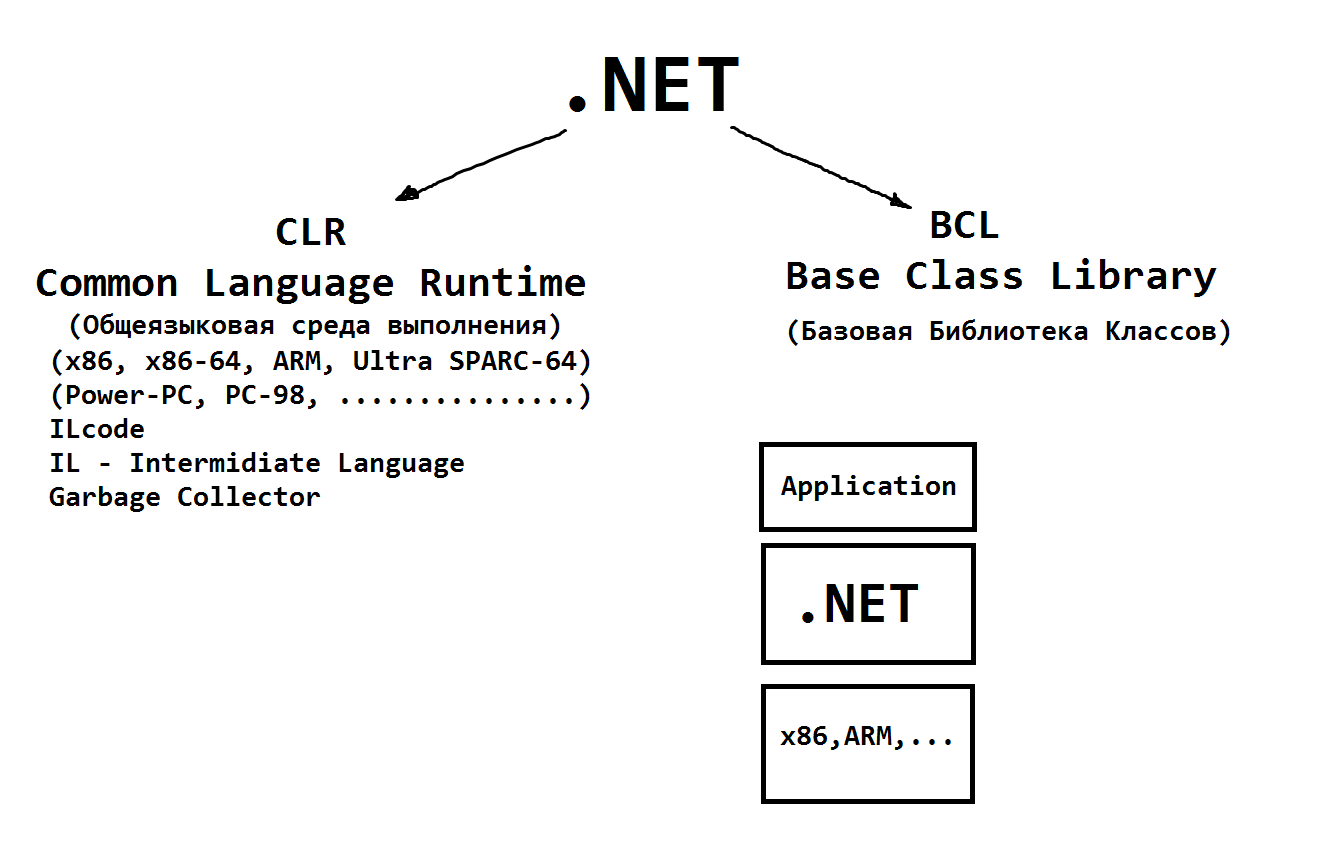 .NET
CLR
Common Language Runtime
(Общеязыковая среда выполнения)
(x86, x86-64, ARM, Ultra SPARC-64)
(Power-PC, PC-98, ...............)
ILcode
IL - Intermidiate Language
Garbage Collector
BCL
Base Class Library
(Базовая Библиотека Классов)
Application
.NET
x86,ARM,...